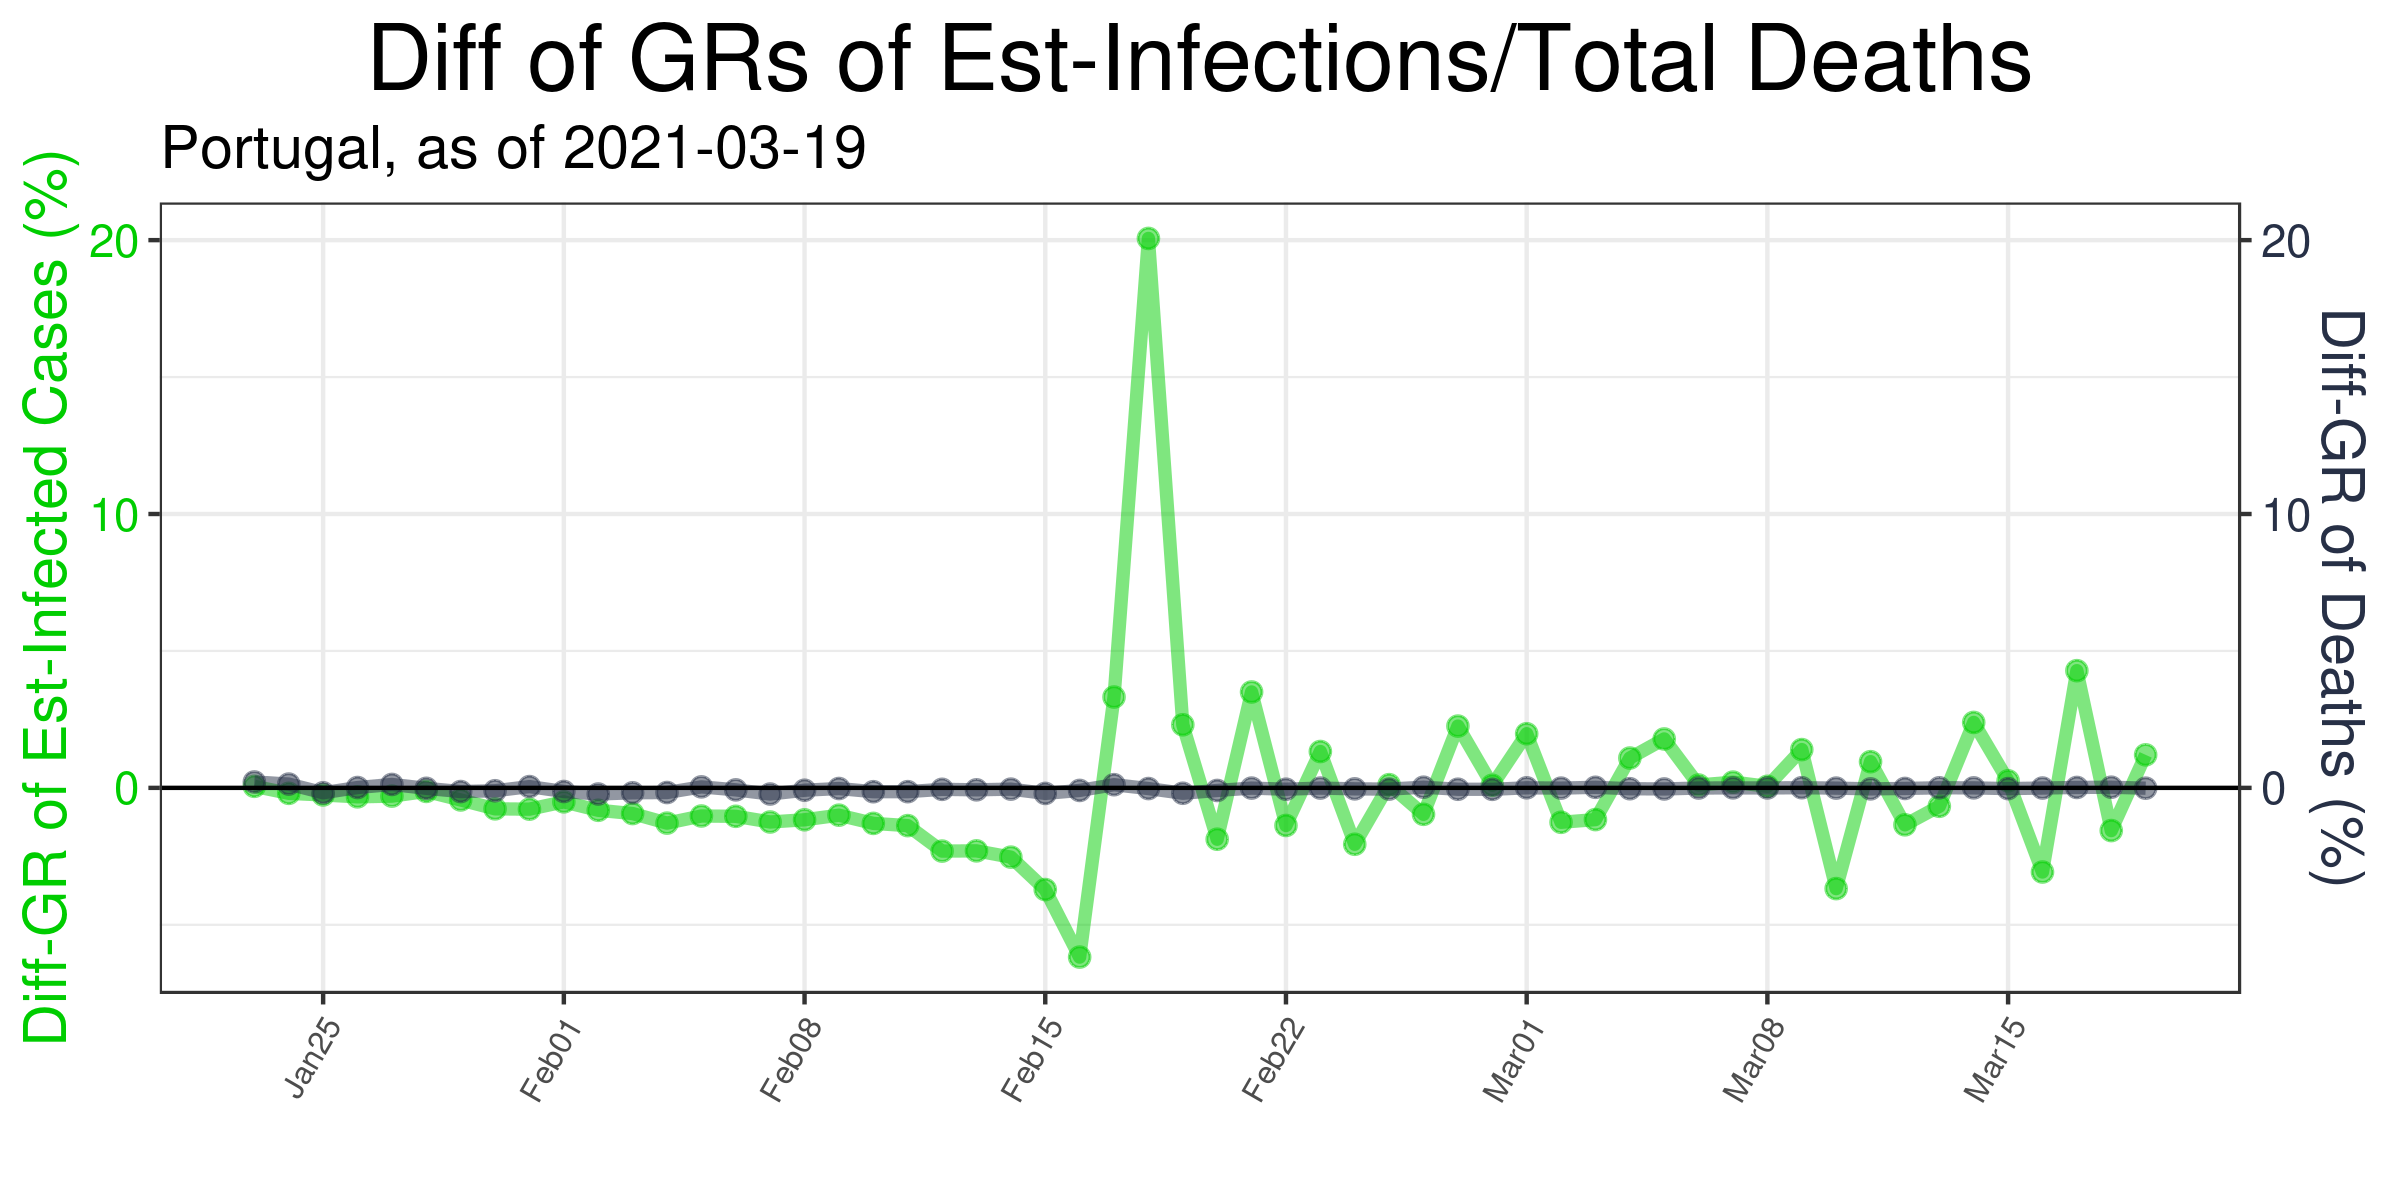 Diff of GRs of Est-Infections/Total Deaths
Portugal, as of 2021-03-19
Diff-GR of Est-Infected Cases (%)
20
10
0
20
10
0
Diff-GR of Deaths (%)
Jan25
Feb01
Feb08
Feb15
Feb22
Mar01
Mar08
Mar15